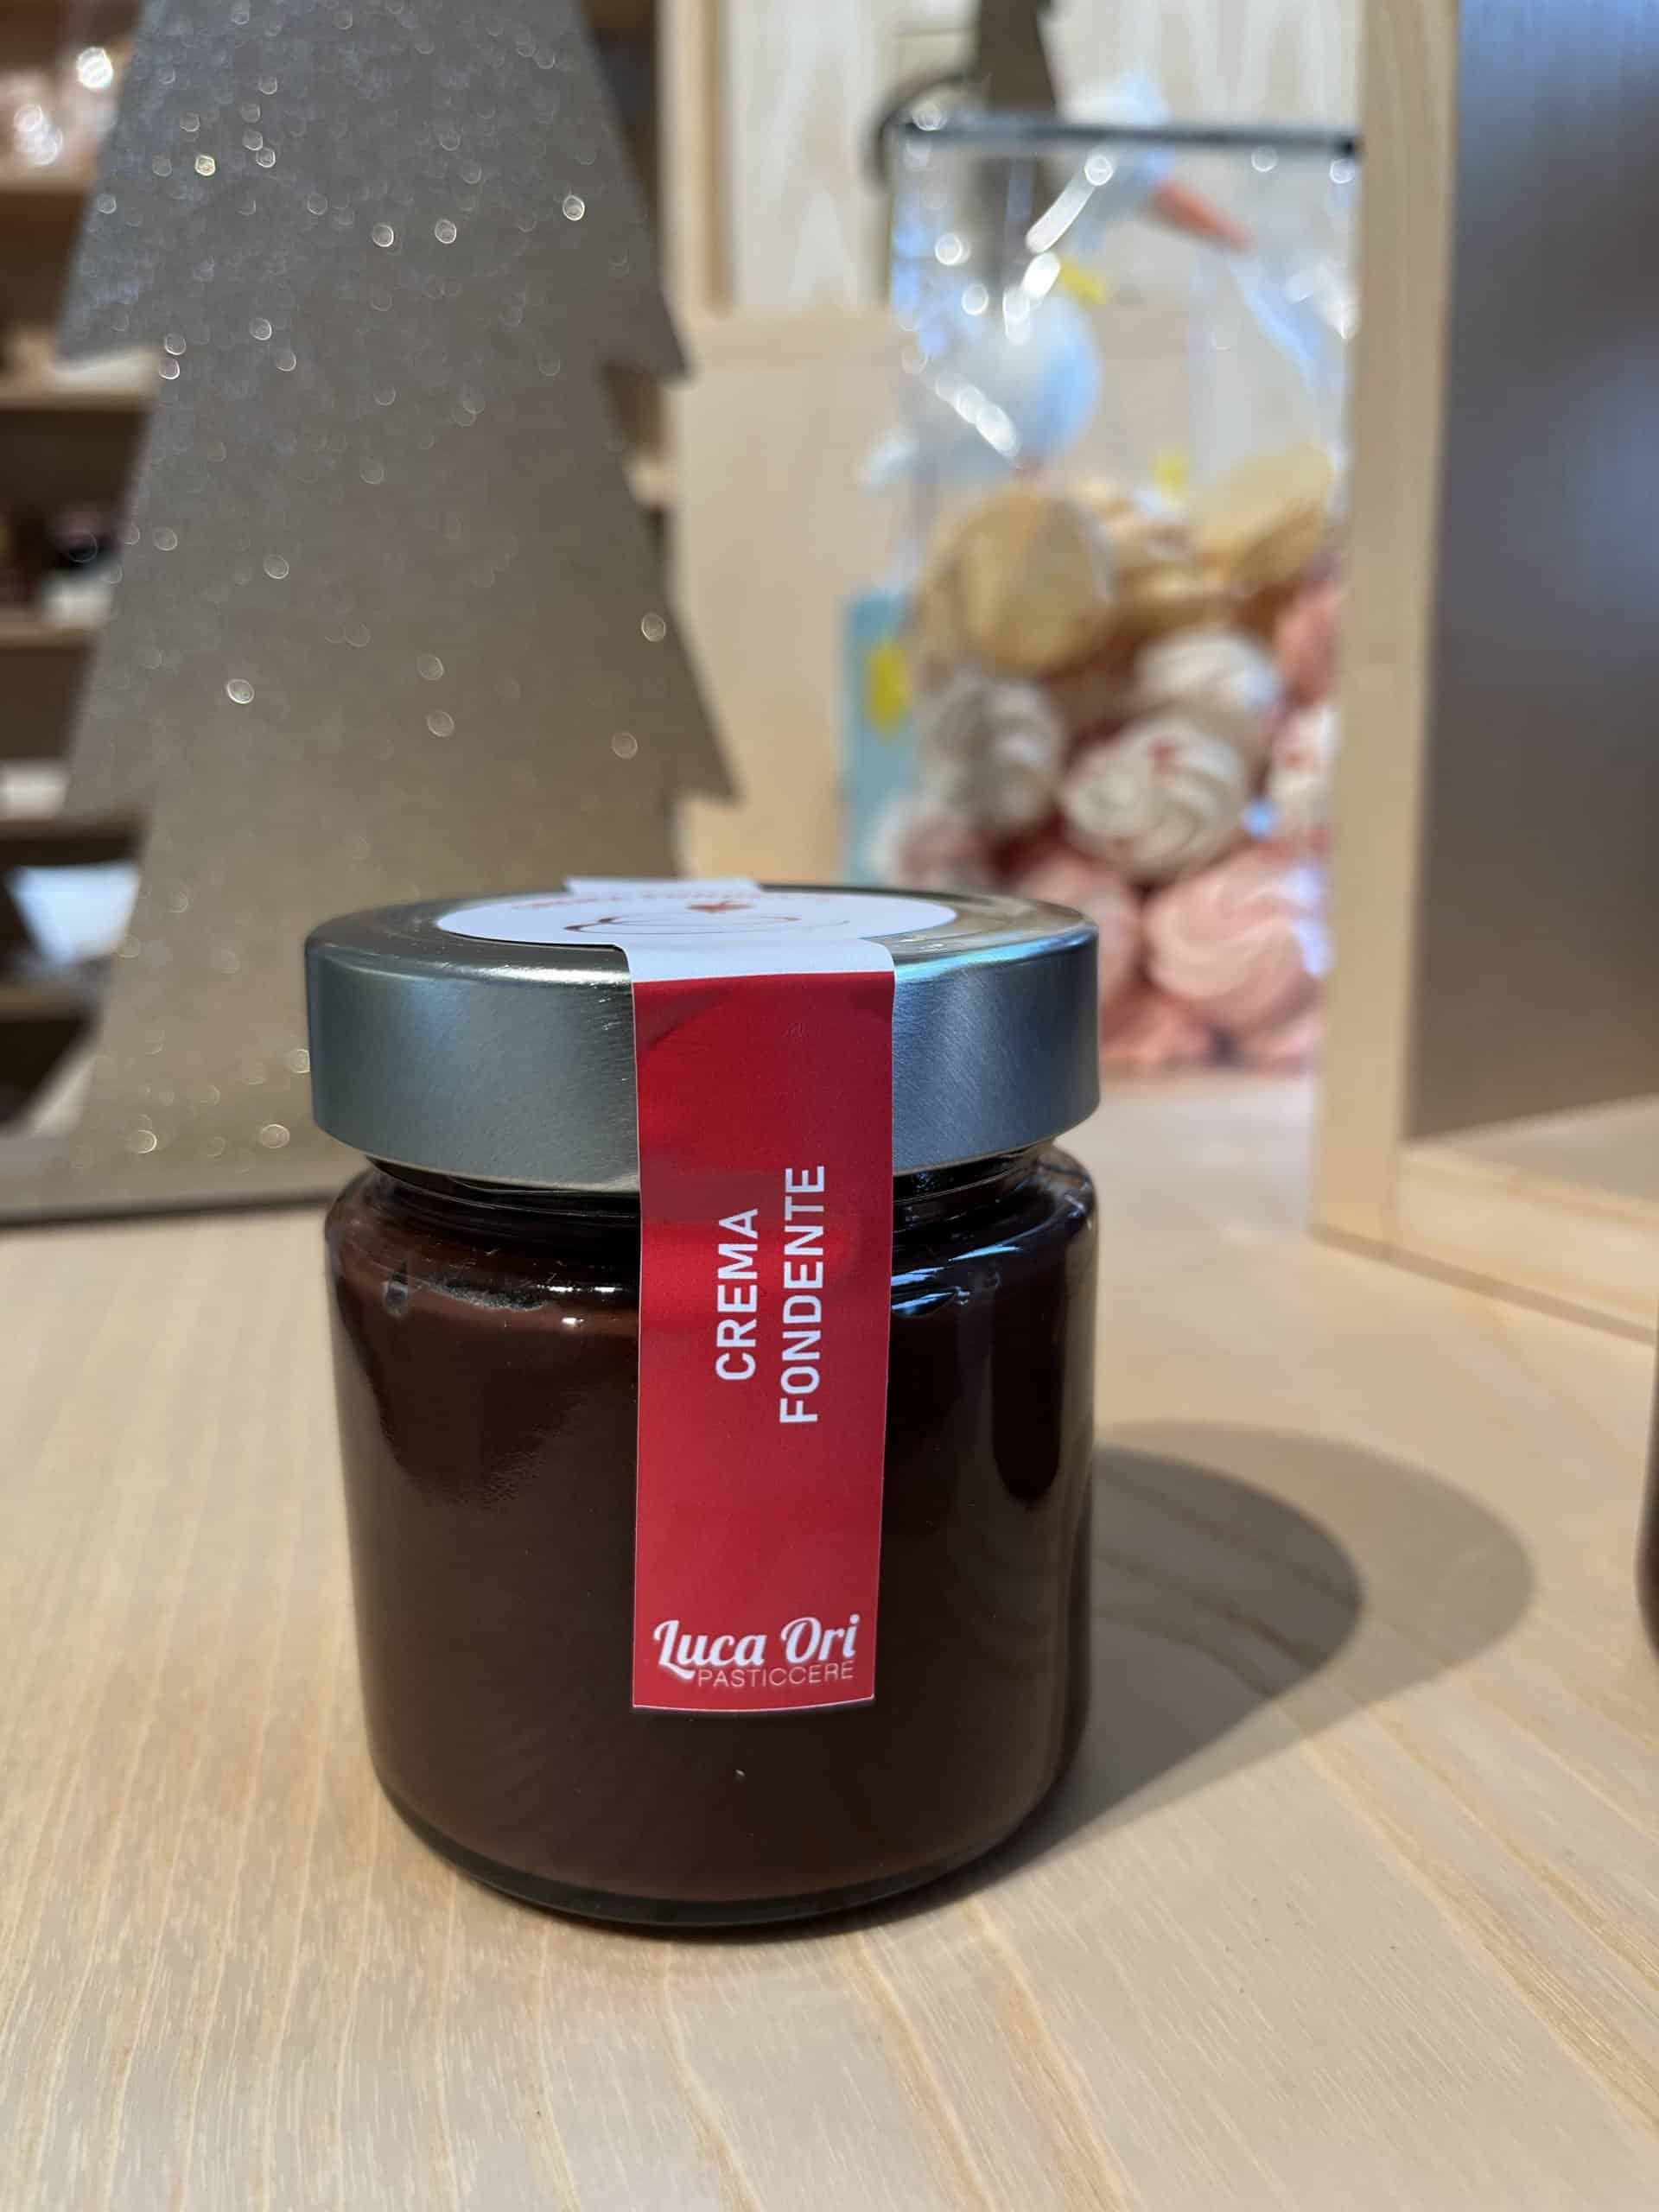 CREMA
FONDENTE
Luca Ori
PASTICCERE